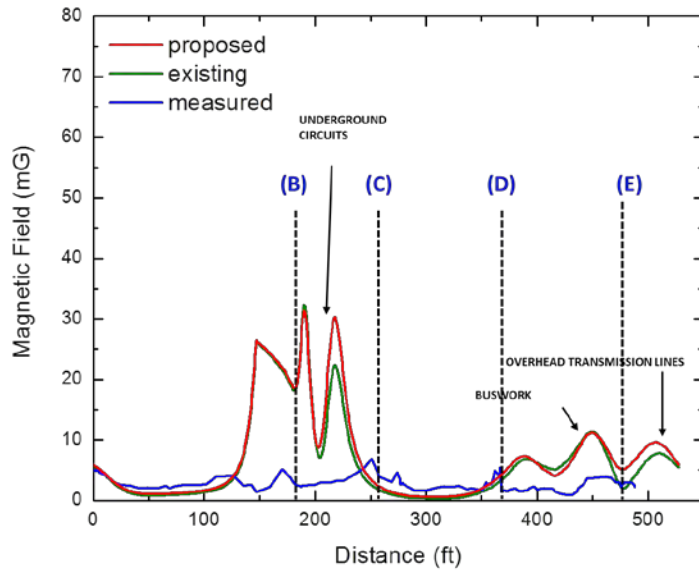 80
70
60
50
40
30
20
10
0
Magnetic Field (mG)
proposed
existing
measured
UNDERGROUND
CIRCUITS
(B)
(C)
(D)
(E)
OVERHEAD TRANSMISSION LINES
BUSWORK
0
100
200
300
400
500
Distance (ft)